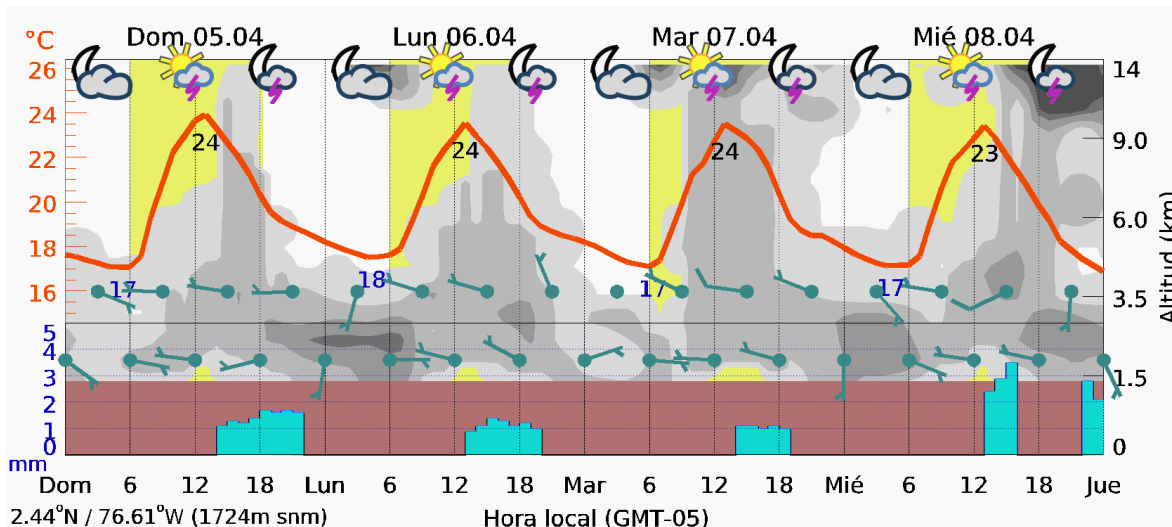 °C
Dom 05.04 Lun 06.04 Mar 07.04 Mié 08.04
26 14
24 9.0
24 24 24 23
22
20 6.0
18
17 18 17 17
16 3.5
Altitud (km)
5
4
3 1.5
2
1
0 0
mm
Dom 6 12 18 Lun 6 12 18 Mar 6 12 18 Mié 6 12 18 Jue
2.44°N / 76.61°W (1724m snm) Hora local (GMT-05)